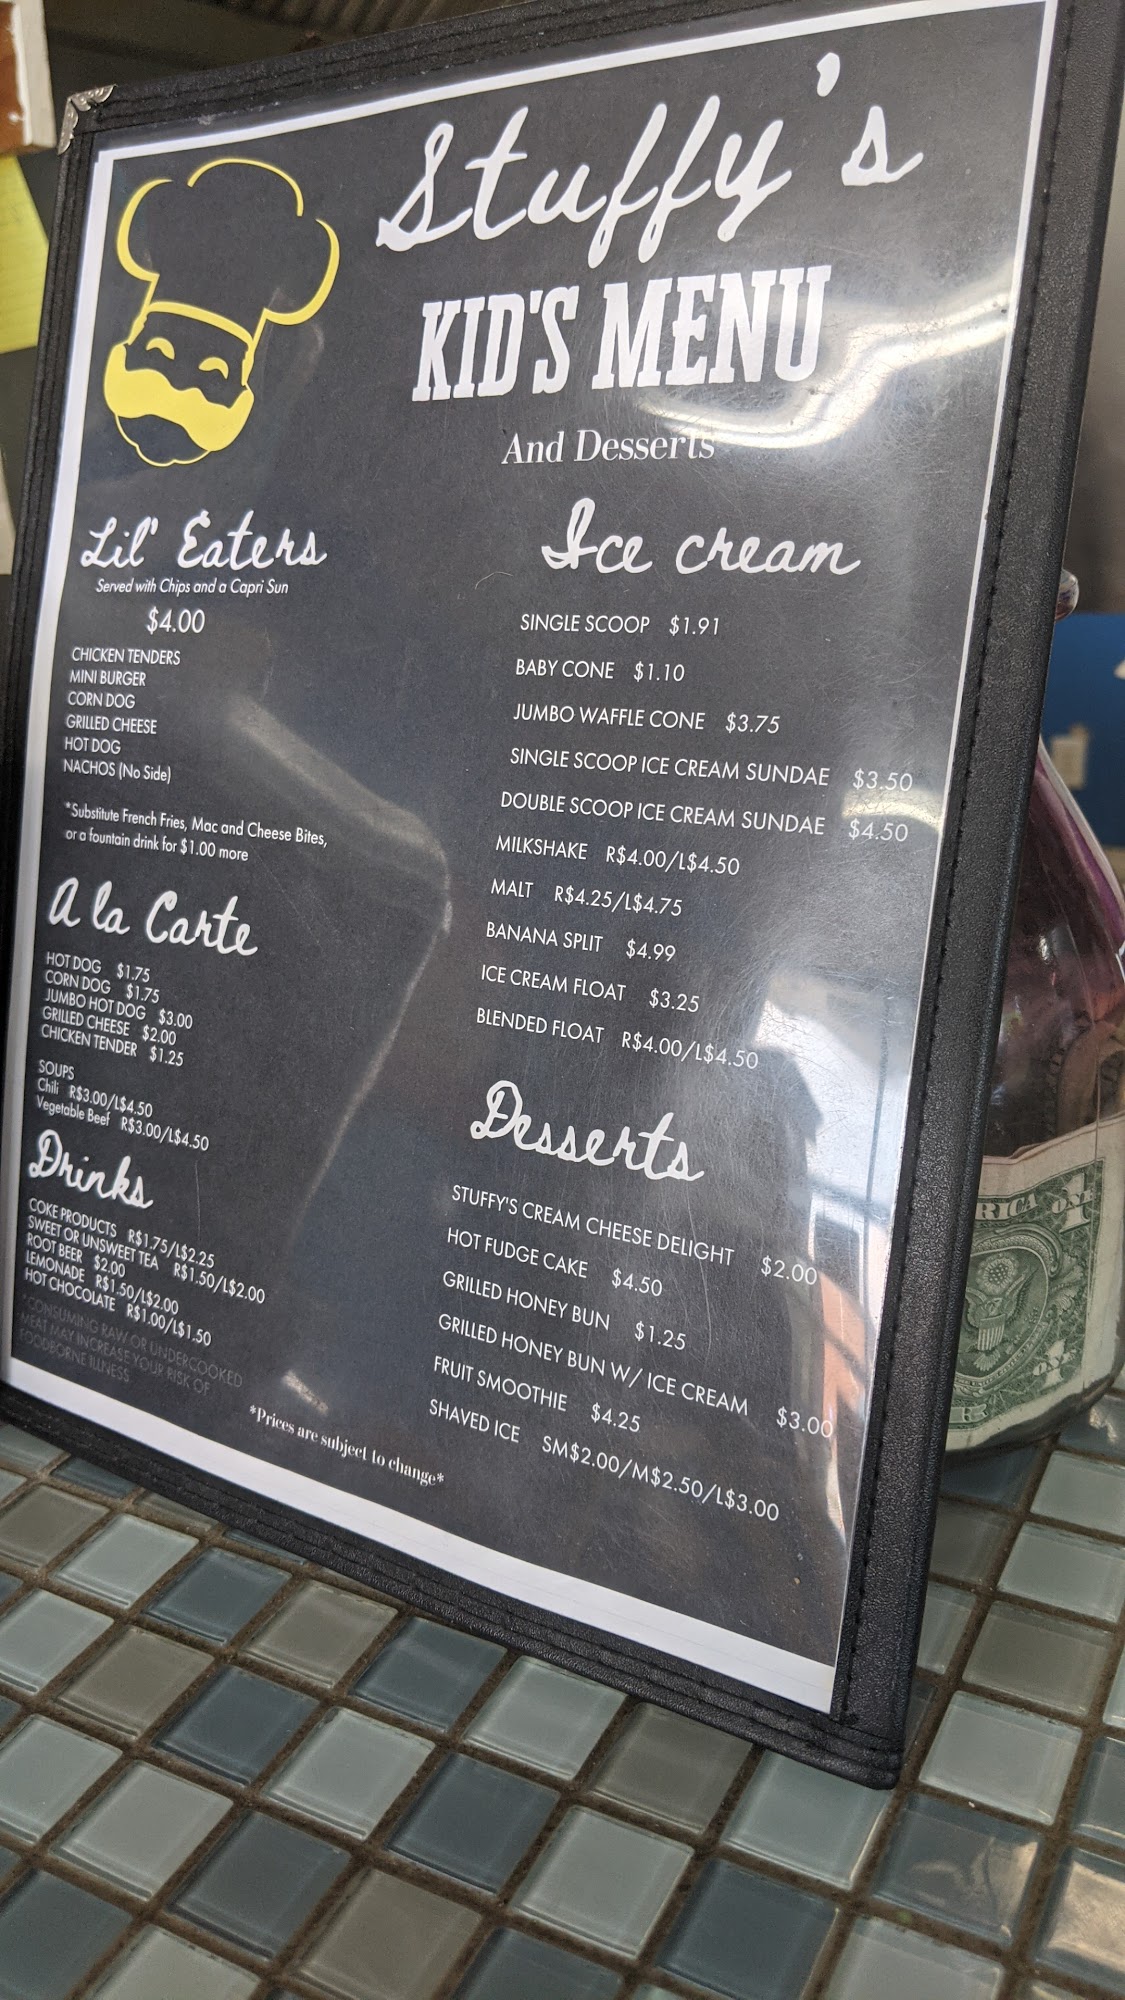 Stuffy's
KID'S MENU
And Desserts
Lil' Eaters
Served with Chips and a Capri Sun
$4.00
CHICKEN TENDERS
MINI BURGER
CORN DOG
GRILLED CHEESE
HOT DOG
NACHOS (No Side)
*Substitute French Fries, Mac and Cheese Bites,
or a fountain drink for $1.00 more
A la Carte
HOT DOG $1.75
CORN DOG $1.75
JUMBO HOT DOG $3.00
GRILLED CHEESE $2.00
CHICKEN TENDER $1.25
SOUPS
Chili R$3.00/L$4.50
Vegetable Beef R$3.00/L$4.50
Drinks
COKE PRODUCTS R$1.75/L$2.25
SWEET OR UNSWEET TEA R$1.50/L$2.00
ROOT BEER $2.00
LEMONADE R$1.50/L$2.00
HOT CHOCOLATE R$1.00/L$1.50
*CONSUMING RAW OR UNDERCOOKED
MEAT MAY INCREASE YOUR RISK OF
FOODBORNE ILLNESS
Ice cream
SINGLE SCOOP $1.91
BABY CONE $1.10
JUMBO WAFFLE CONE $3.75
SINGLE SCOOP ICE CREAM SUNDAE $3.50
DOUBLE SCOOP ICE CREAM SUNDAE $4.50
MILKSHAKE R$4.00/L$4.50
MALT R$4.25/L$4.75
BANANA SPLIT $4.99
ICE CREAM FLOAT $3.25
BLENDED FLOAT R$4.00/L$4.50
Desserts
STUFFY'S CREAM CHEESE DELIGHT $2.00
HOT FUDGE CAKE $4.50
GRILLED HONEY BUN $1.25
GRILLED HONEY BUN W/ ICE CREAM $3.00
FRUIT SMOOTHIE $4.25
SHAVED ICE SM$2.00/M$2.50/L$3.00
*Prices are subject to change*
RICA
ONE
1